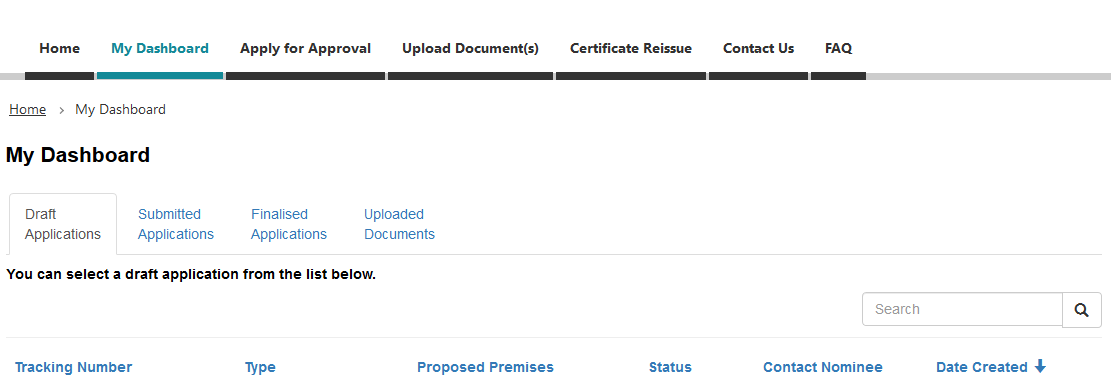 Home My Dashboard Apply for Approval Upload Document(s) Certificate Reissue Contact Us FAQ
Home > My Dashboard
My Dashboard
Draft Applications
Submitted Applications
Finalised Applications
Uploaded Documents
You can select a draft application from the list below.
Search
Tracking Number Type Proposed Premises Status Contact Nominee Date Created